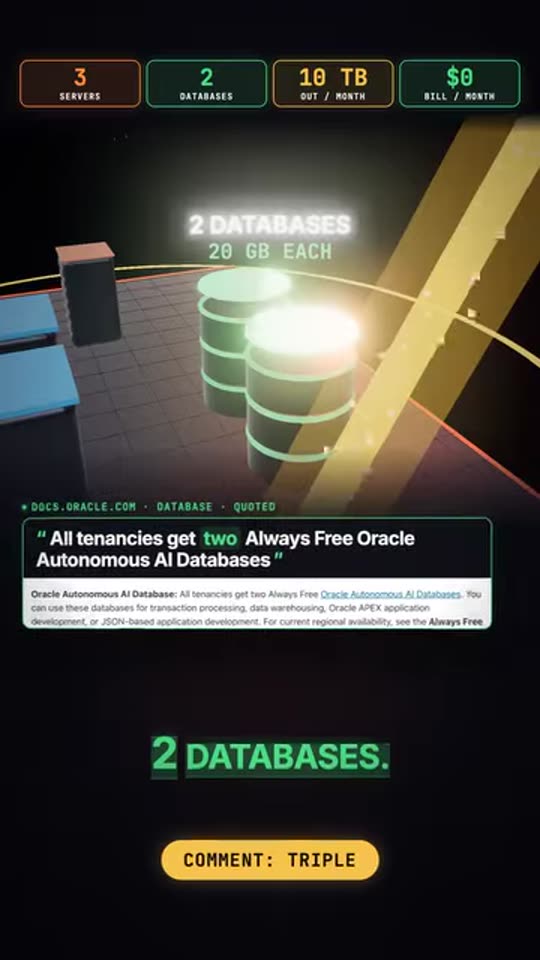 3
SERVERS
2
DATABASES
10 TB
OUT / MONTH
$0
BILL / MONTH
2 DATABASES
20 GB EACH
DOCS.ORACLE.COM · DATABASE · QUOTED
“ All tenancies get two Always Free Oracle
Autonomous AI Databases ”
Oracle Autonomous AI Database: All tenancies get two Always Free Oracle Autonomous AI Databases. You
can use these databases for transaction processing, data warehousing, Oracle APEX application
development, or JSON-based application development. For current regional availability, see the Always Free
2 DATABASES.
COMMENT: TRIPLE